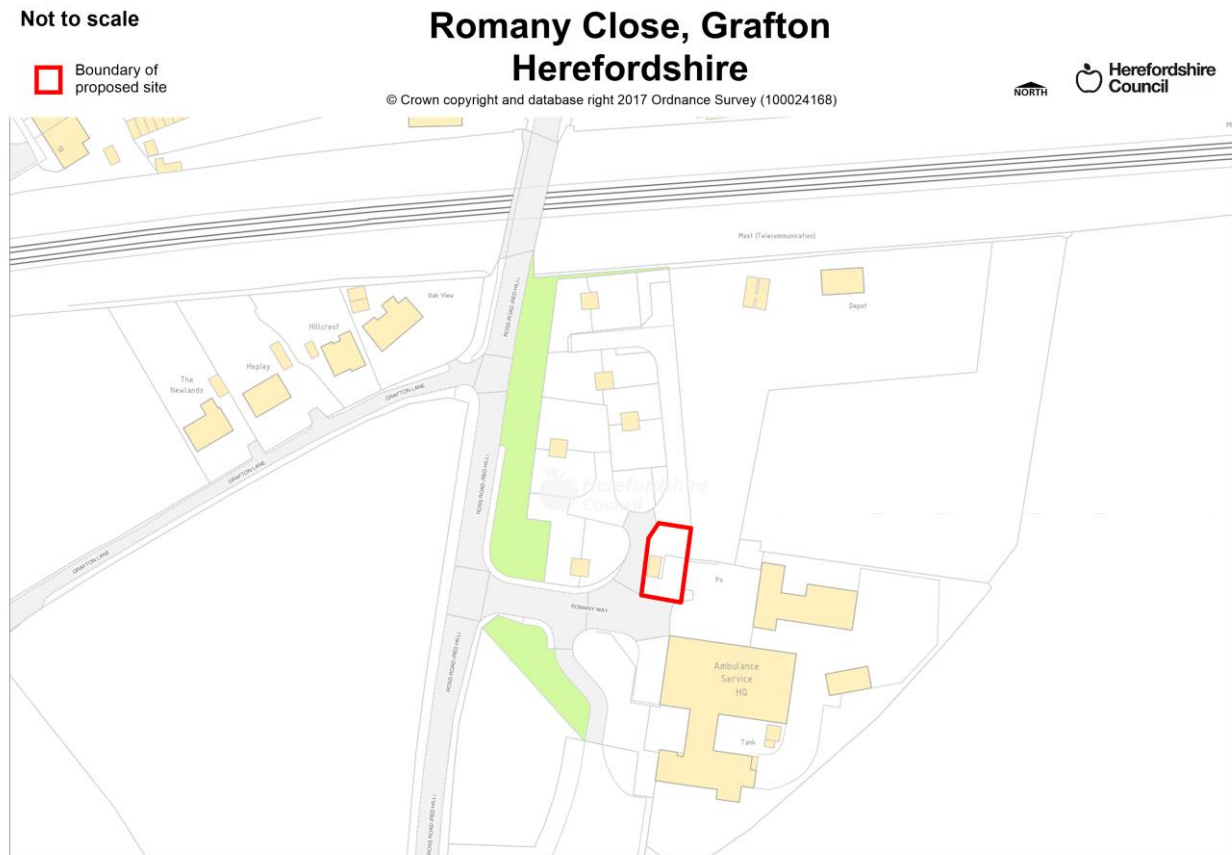 Not to scale
Romany Close, Grafton
Herefordshire
Boundary of
proposed site
© Crown copyright and database right 2017 Ordnance Survey (100024168)
NORTH
Herefordshire
Council
Mast (Telecommunication)
Depot
ROSS ROAD (RED HILL)
Oak View
Hillcrest
Hepley
The
Newlands
GRAFTON LANE
GRAFTON LANE
ROSS ROAD (RED HILL)
Herefordshire
Council
GRAFTON LANE
Ps
ROMANY WAY
ROSS ROAD (RED HILL)
Ambulance
Service
HQ
Tank
ROSS ROAD (RED HILL)